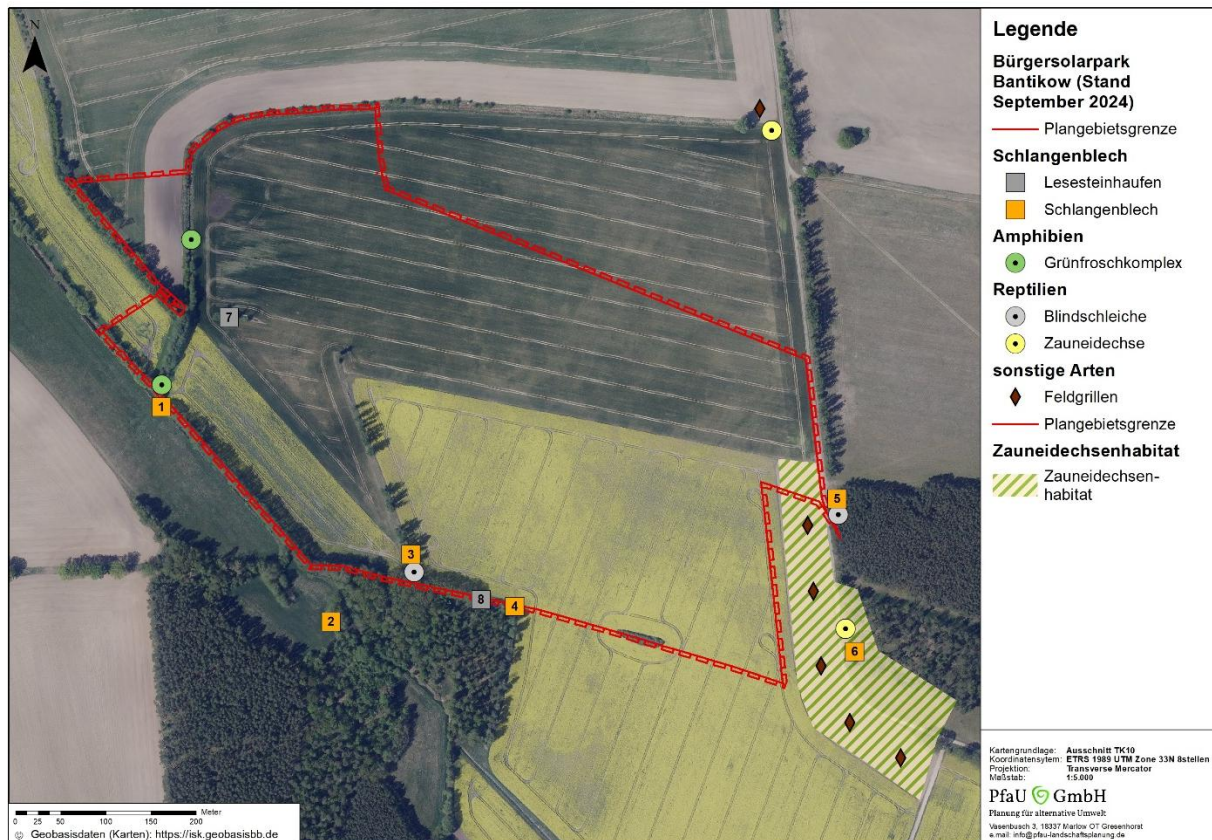 N
7
1
5
3
8
4
2
6
0 25 50 100 150 200 Meter
© Geobasisdaten (Karten): https://isk.geobasisbb.de
Legende
Bürgersolarpark
Bantikow (Stand
September 2024)
Plangebietsgrenze
Schlangenblech
Lesesteinhaufen
Schlangenblech
Amphibien
Grünfroschkomplex
Reptilien
Blindschleiche
Zauneidechse
sonstige Arten
Feldgrillen
Plangebietsgrenze
Zauneidechsenhabitat
Zauneidechsen-
habitat
Kartengrundlage: Ausschnitt TK10
Koordinatensytem: ETRS 1989 UTM Zone 33N 8stellen
Projektion: Transverse Mercator
Maßstab: 1:5.000
PfaU GmbH
Planung für alternative Umwelt
Vasenbusch 3, 18337 Marlow OT Gresenhorst
e.mail: info@pfau-landschaftsplanung.de